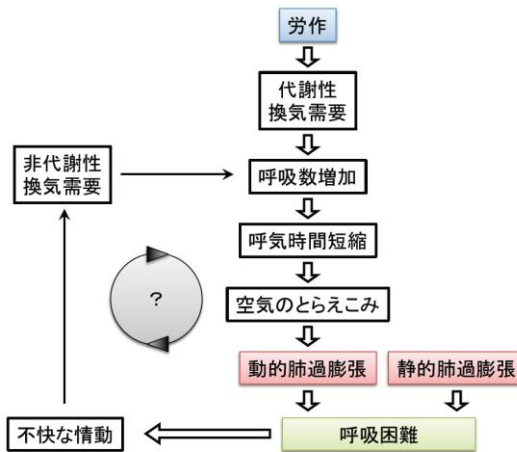 労作
代謝性
換気需要
非代謝性
換気需要
呼吸数増加
呼気時間短縮
?
空気のとらえこみ
動的肺過膨張
静的肺過膨張
不快な情動
呼吸困難